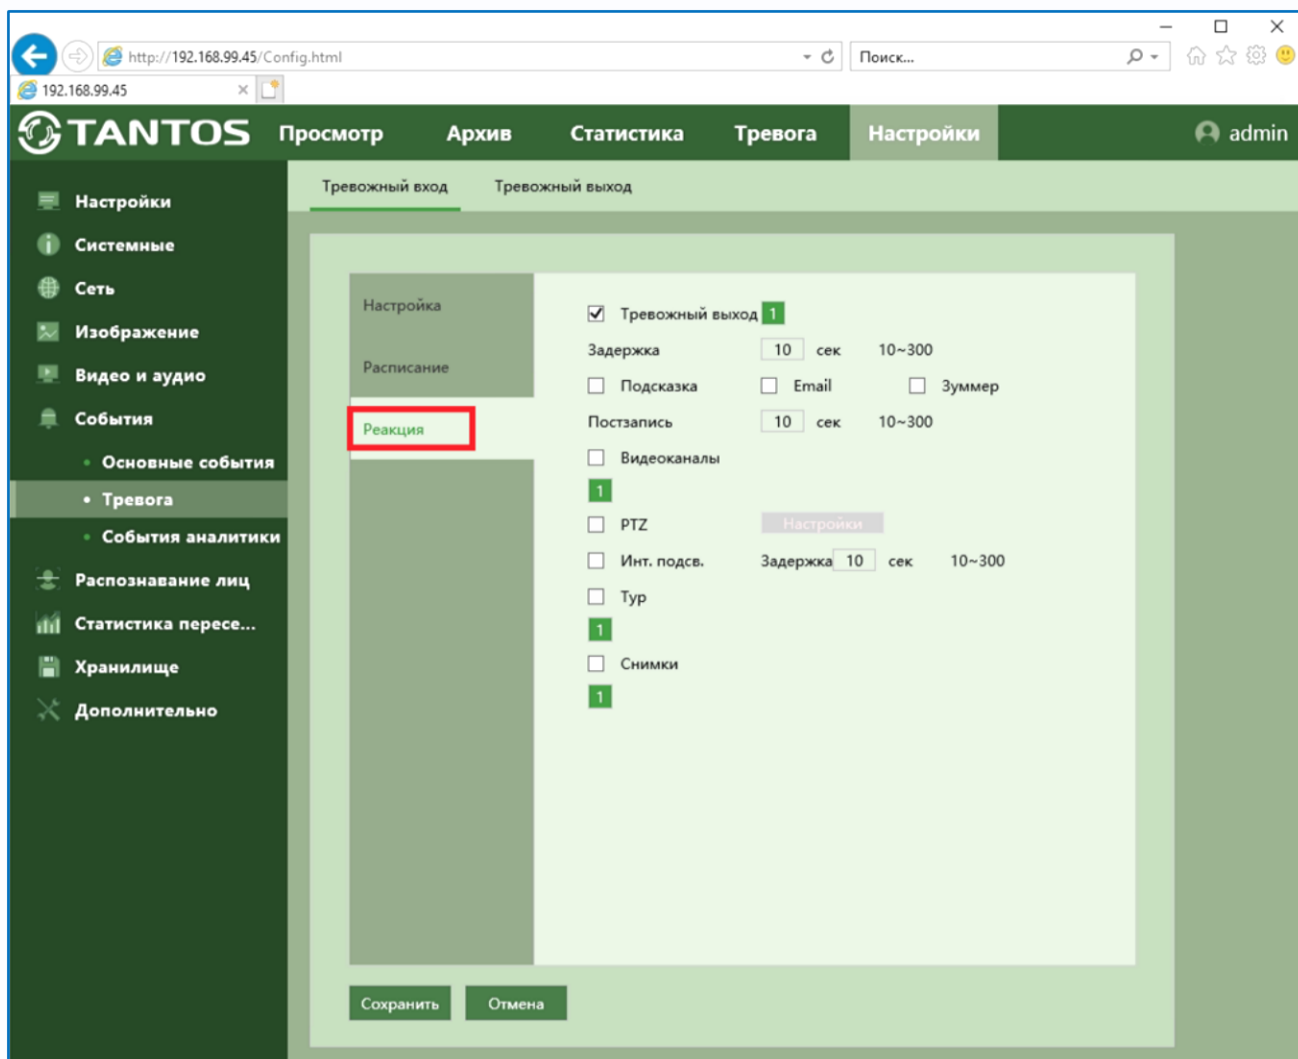 http://192.168.99.45/Config.html
Поиск...
192.168.99.45
TANTOS Просмотр Архив Статистика Тревога Настройки admin
Тревожный вход Тревожный выход
Настройки
Системные
Сеть
Изображение
Видео и аудио
События
Основные события
Тревога
События аналитики
Распознавание лиц
Статистика пересе...
Хранилище
Дополнительно
Настройка
Расписание
Реакция
Тревожный выход 1
Задержка 10 сек 10~300
Подсказка Email Зуммер
Постзапись 10 сек 10~300
Видеоканалы
1
PTZ Настройки
Инт. подсв. Задержка 10 сек 10~300
Тур
1
Снимки
1
Сохранить Отмена